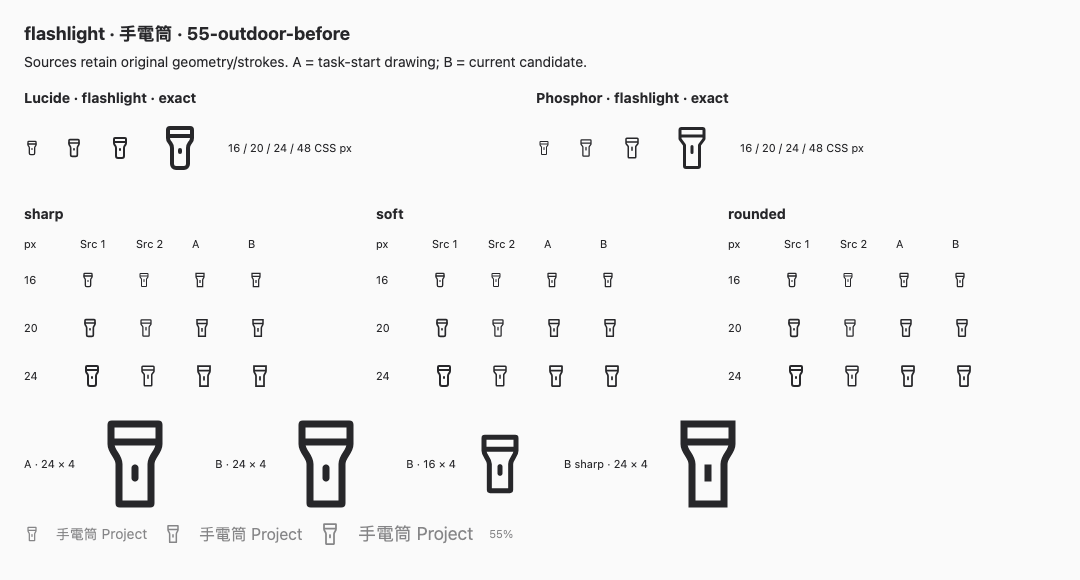 flashlight · 手電筒 · 55-outdoor-before
Sources retain original geometry/strokes. A = task-start drawing; B = current candidate.
Lucide · flashlight · exact
16 / 20 / 24 / 48 CSS px
Phosphor · flashlight · exact
16 / 20 / 24 / 48 CSS px
sharp
px Src 1 Src 2 A B
16
20
24
soft
px Src 1 Src 2 A B
16
20
24
rounded
px Src 1 Src 2 A B
16
20
24
A · 24 × 4
B · 24 × 4
B · 16 × 4
B sharp · 24 × 4
手電筒 Project 手電筒 Project 手電筒 Project 55%